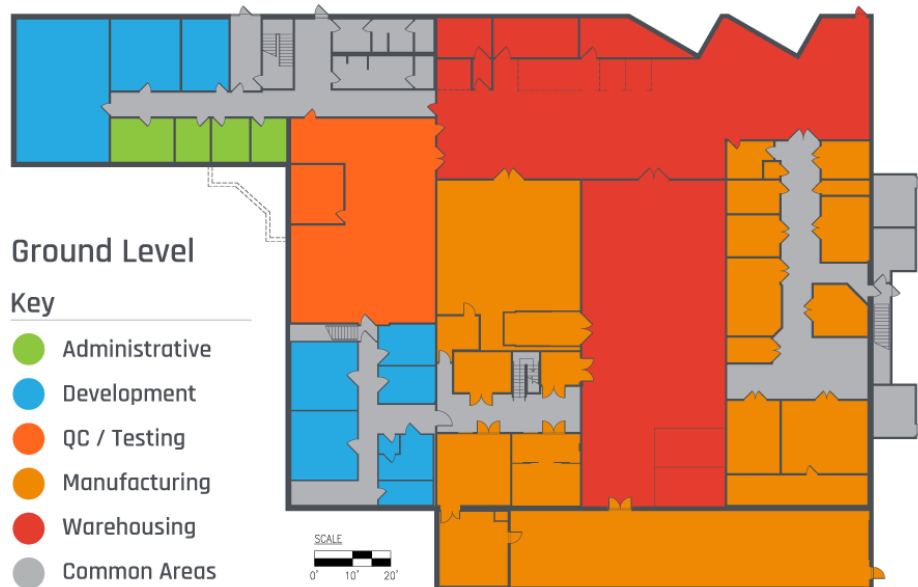 Ground Level
Key
Administrative
Development
QC / Testing
Manufacturing
Warehousing
Common Areas
SCALE
0' 10' 20'